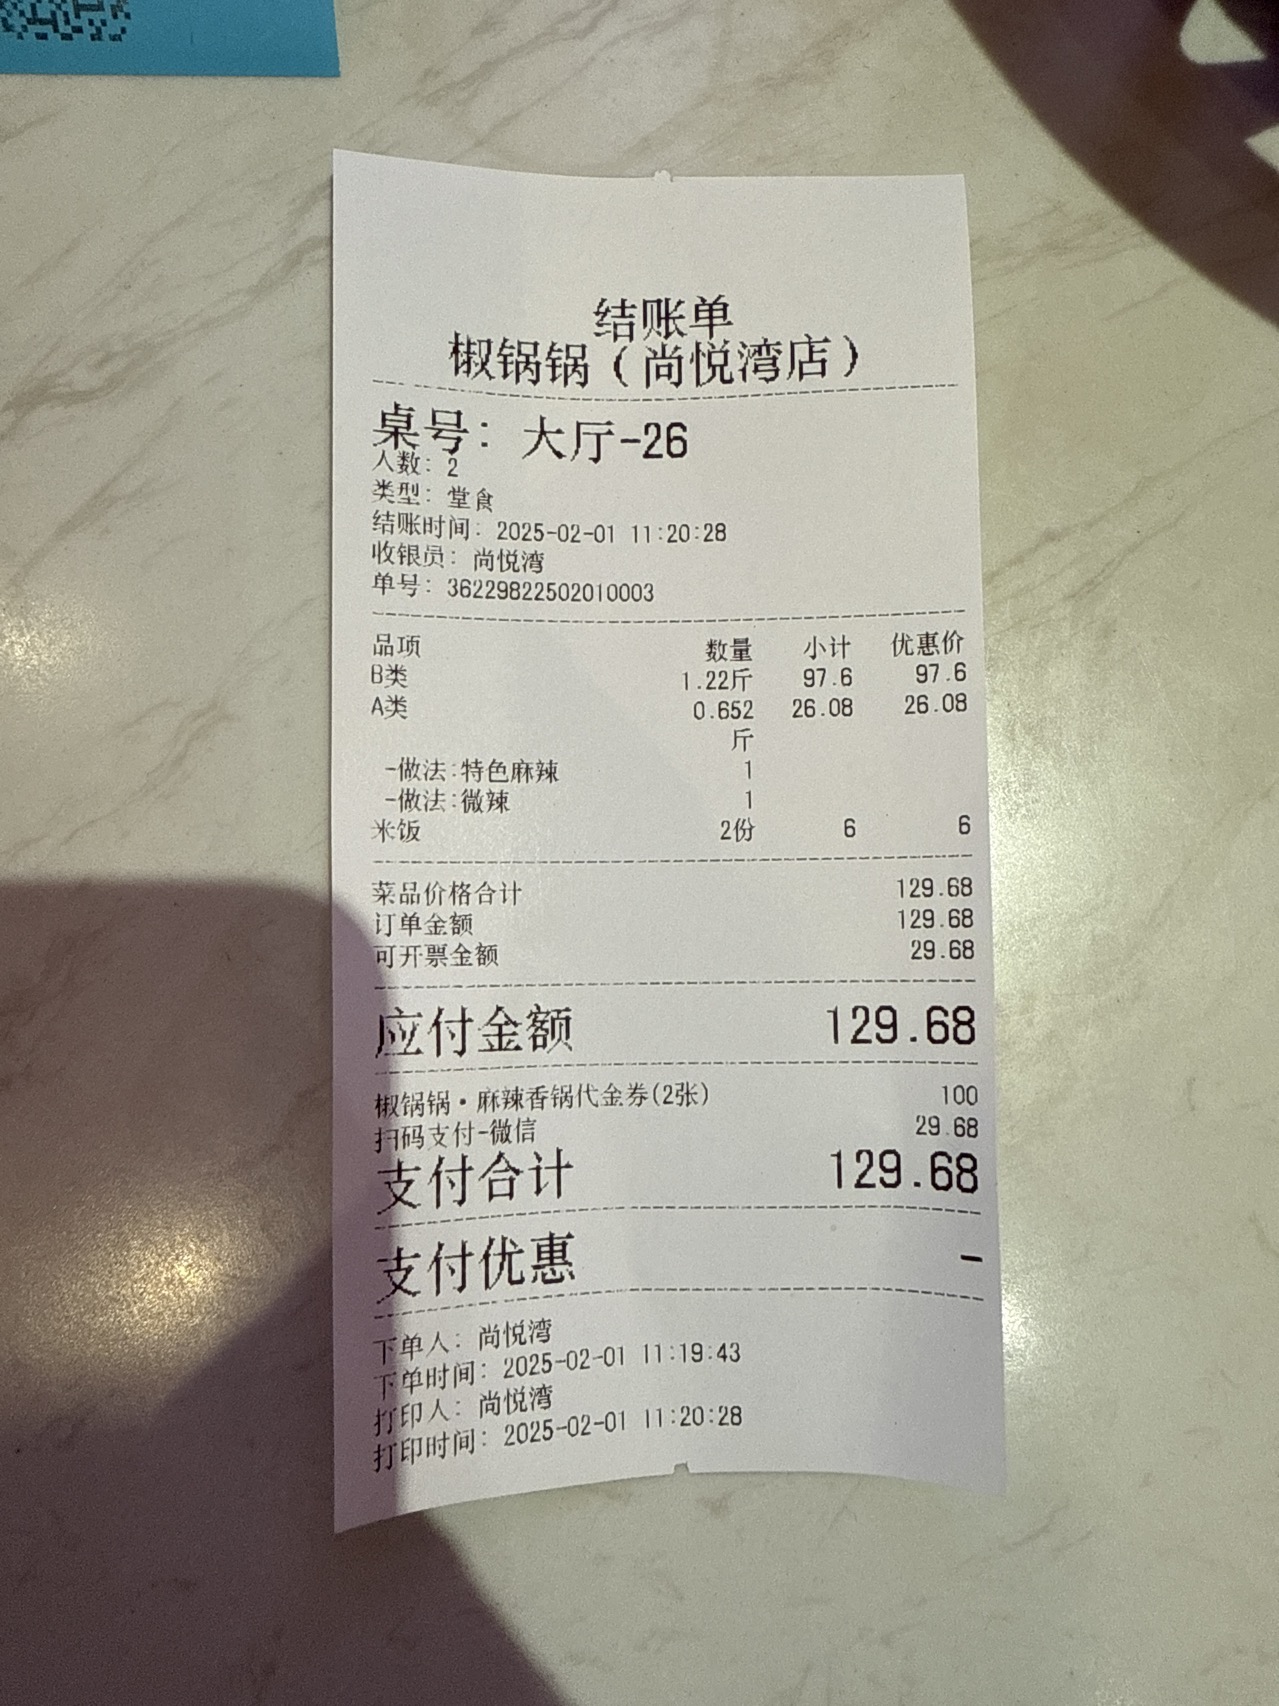 结账单
椒锅锅（尚悦湾店）
桌号：大厅-26
人数：2
类型：堂食
结账时间：2025-02-01 11:20:28
收银员：尚悦湾
单号：36229822502010003
品项 数量 小计 优惠价
B类 1.22斤 97.6 97.6
A类 0.652 26.08 26.08
斤
-做法:特色麻辣 1
-做法:微辣 1
米饭 2份 6 6
菜品价格合计 129.68
订单金额 129.68
可开票金额 29.68
应付金额 129.68
椒锅锅•麻辣香锅代金券(2张) 100
扫码支付-微信 29.68
支付合计 129.68
支付优惠 -
下单人：尚悦湾
下单时间：2025-02-01 11:19:43
打印人：尚悦湾
打印时间：2025-02-01 11:20:28